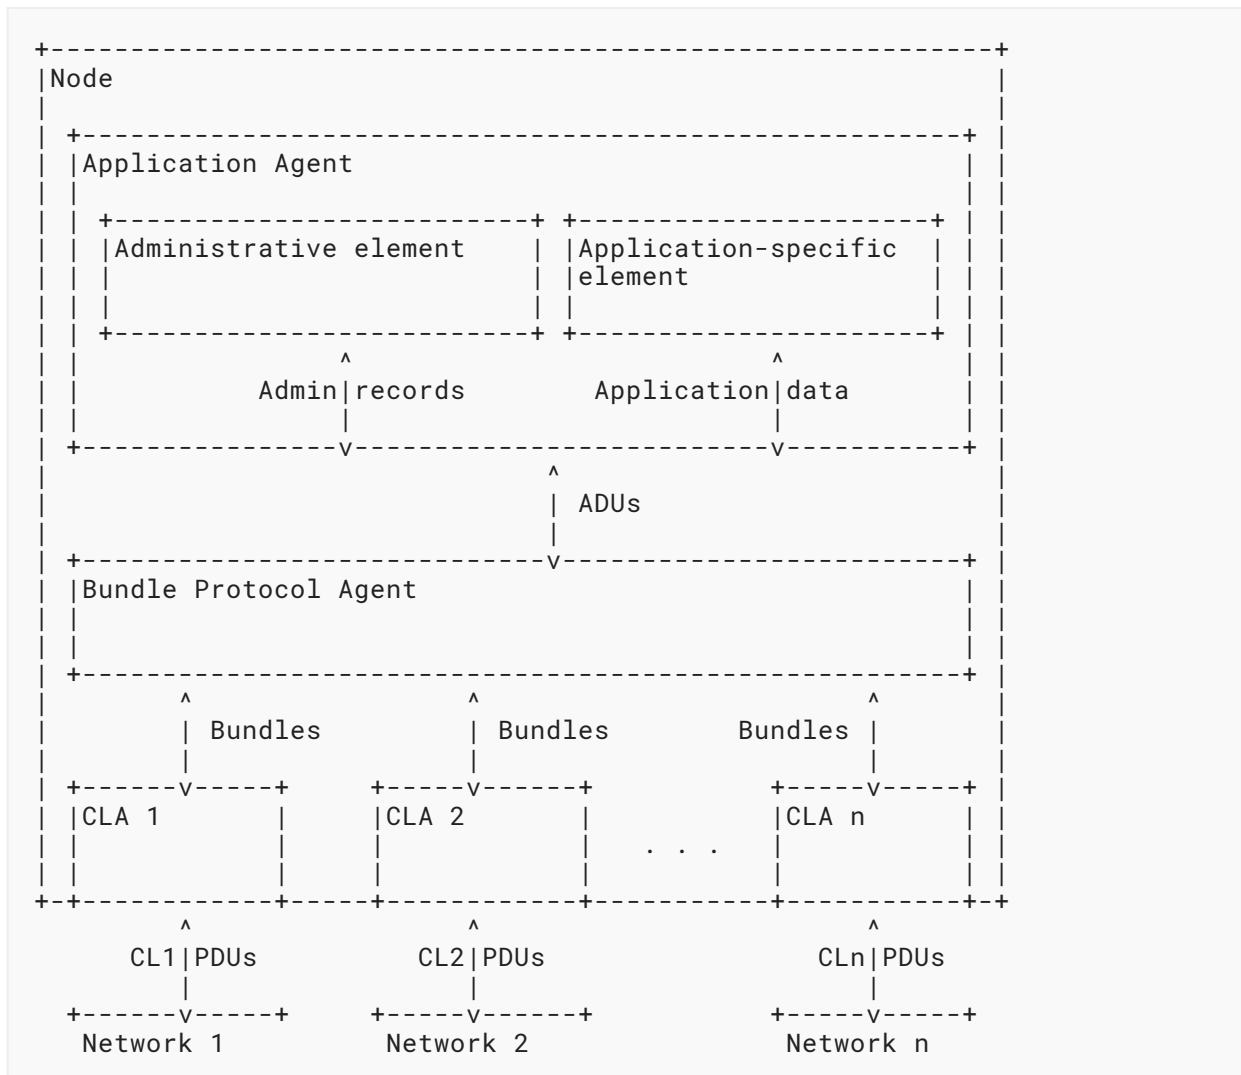 Node
Application Agent
Administrative element
Application-specific
element
Admin|records
Application|data
ADUs
Bundle Protocol Agent
Bundles
Bundles
Bundles
CLA 1
CLA 2
CLA n
. . .
CL1|PDUs
CL2|PDUs
CLn|PDUs
Network 1
Network 2
Network n